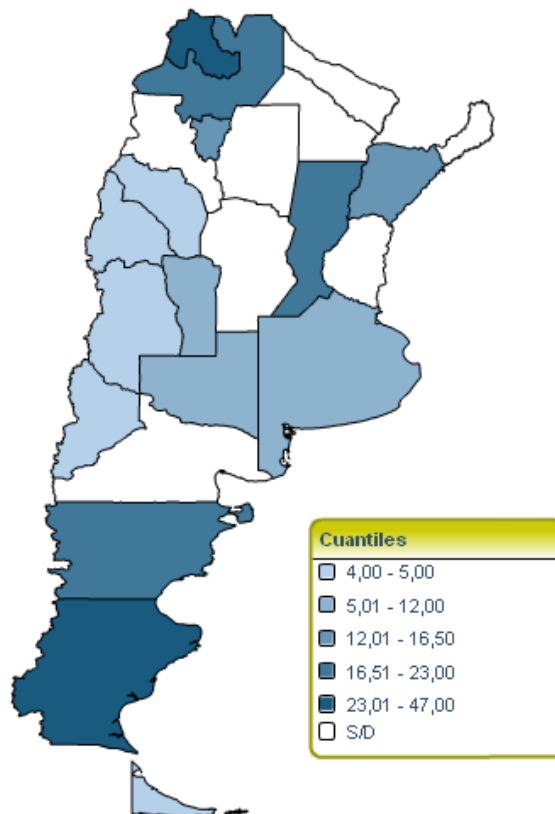 Cuantiles
4,00 - 5,00
5,01 - 12,00
12,01 - 16,50
16,51 - 23,00
23,01 - 47,00
S/D